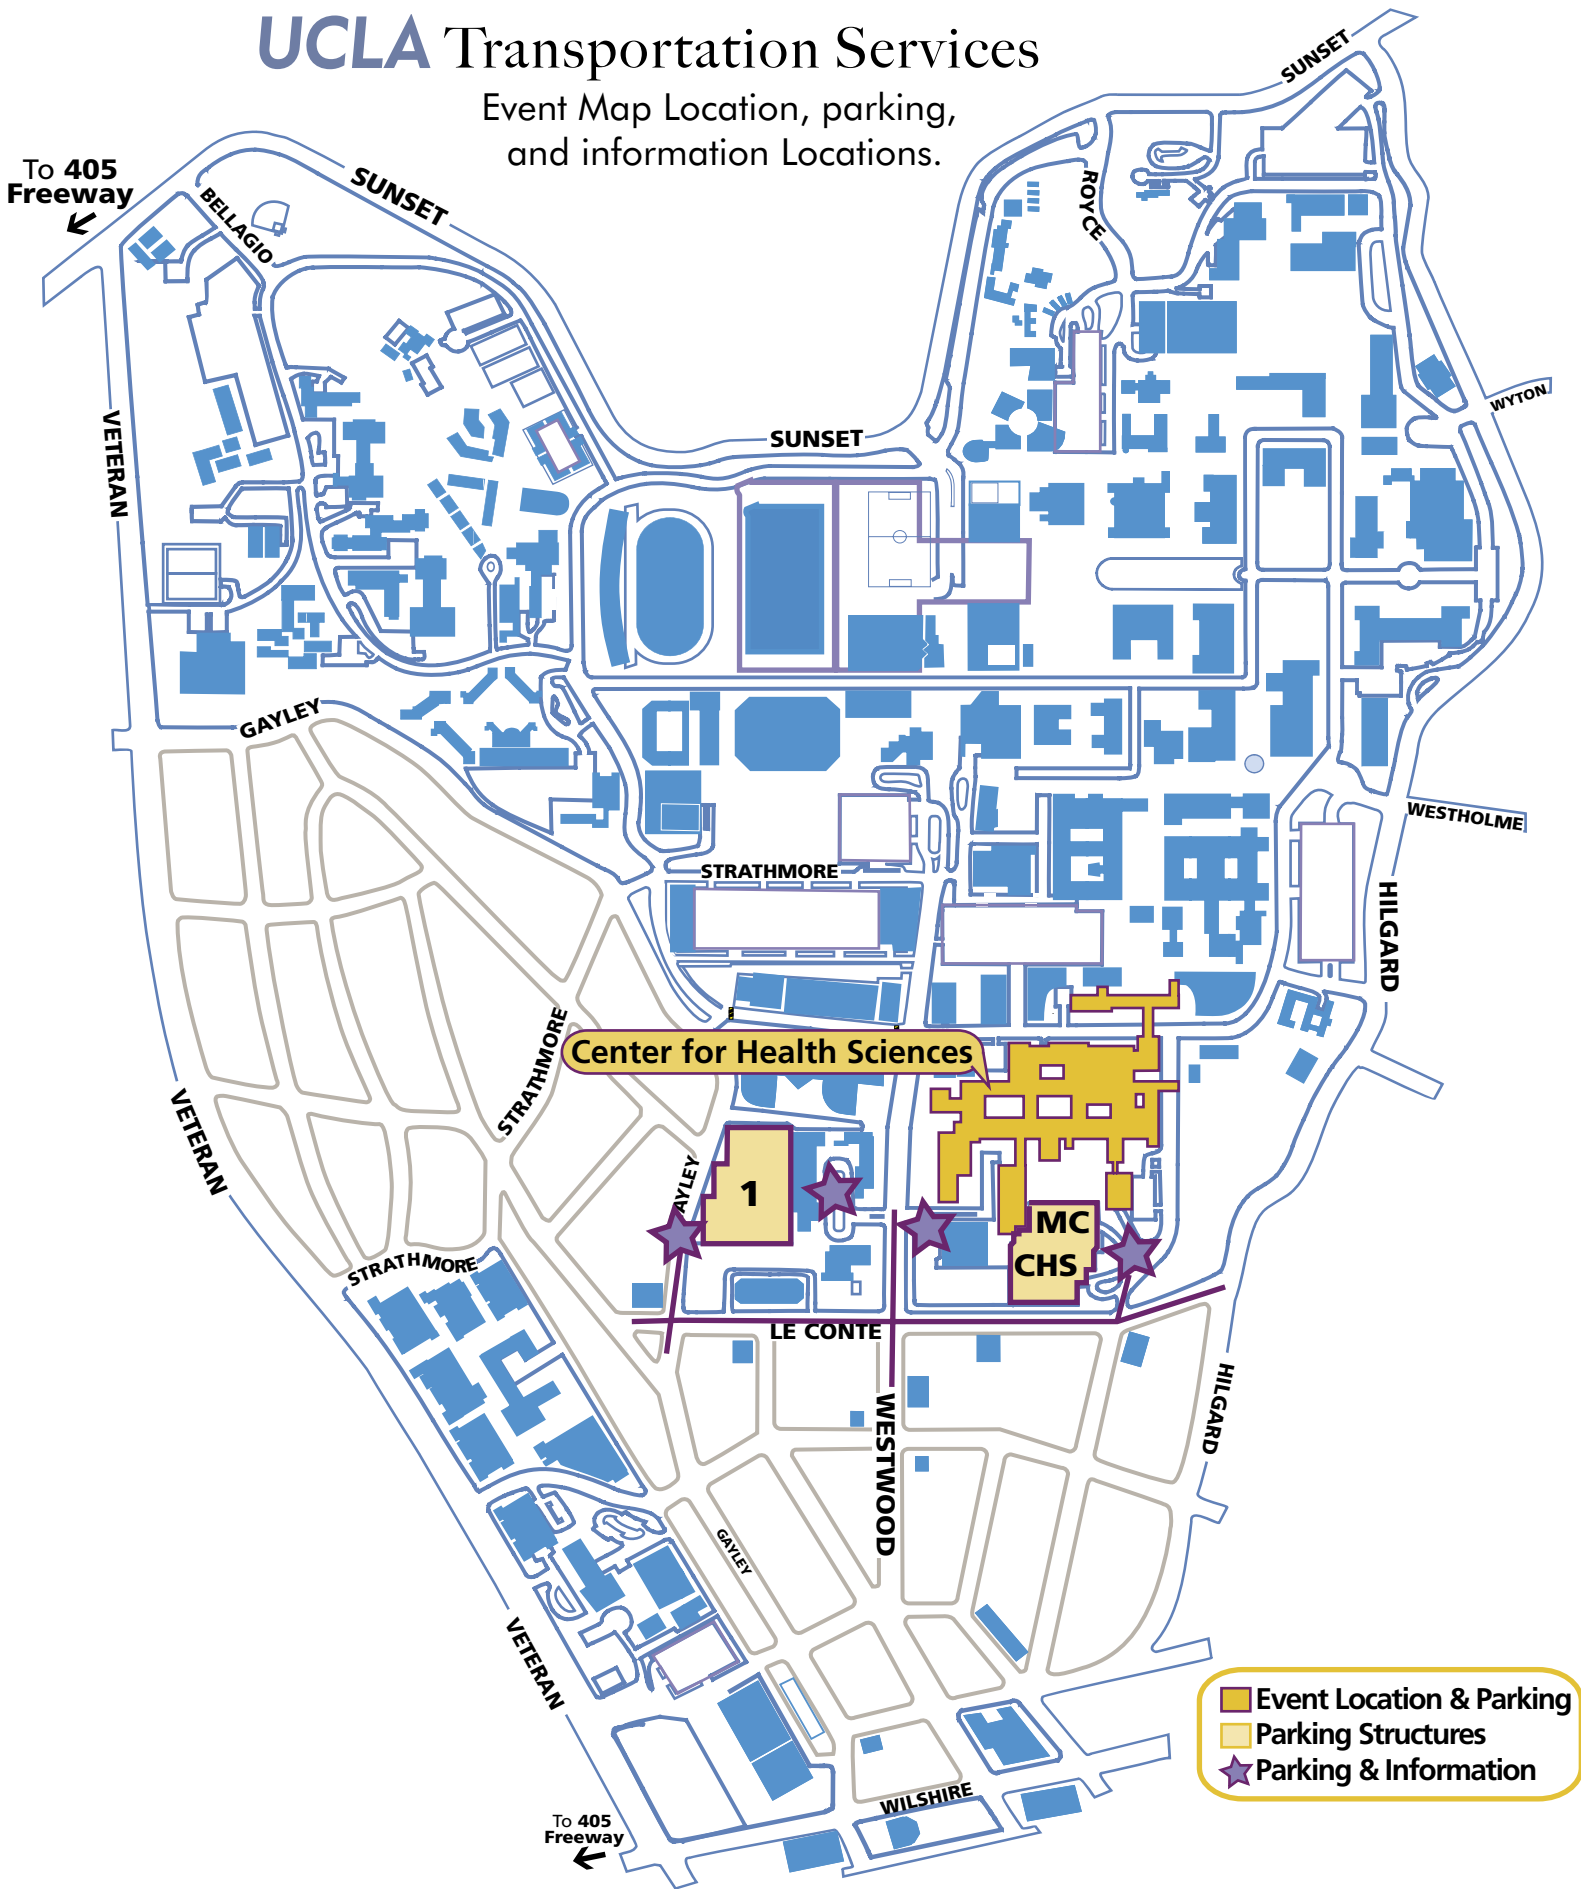 UCLA Transportation Services
Event Map Location, parking,
and information Locations.
To 405
Freeway
SUNSET
BELLAGIO
SUNSET
ROYCE
VETERAN
SUNSET
WYTON
GAYLEY
WESTHOLME
STRATHMORE
HILGARD
STRATHMORE
Center for Health Sciences
VETERAN
AYLEY
1
MC
CHS
STRATHMORE
LE CONTE
HILGARD
WESTWOOD
GAYLEY
VETERAN
Event Location & Parking
Parking Structures
Parking & Information
WILSHIRE
To 405
Freeway